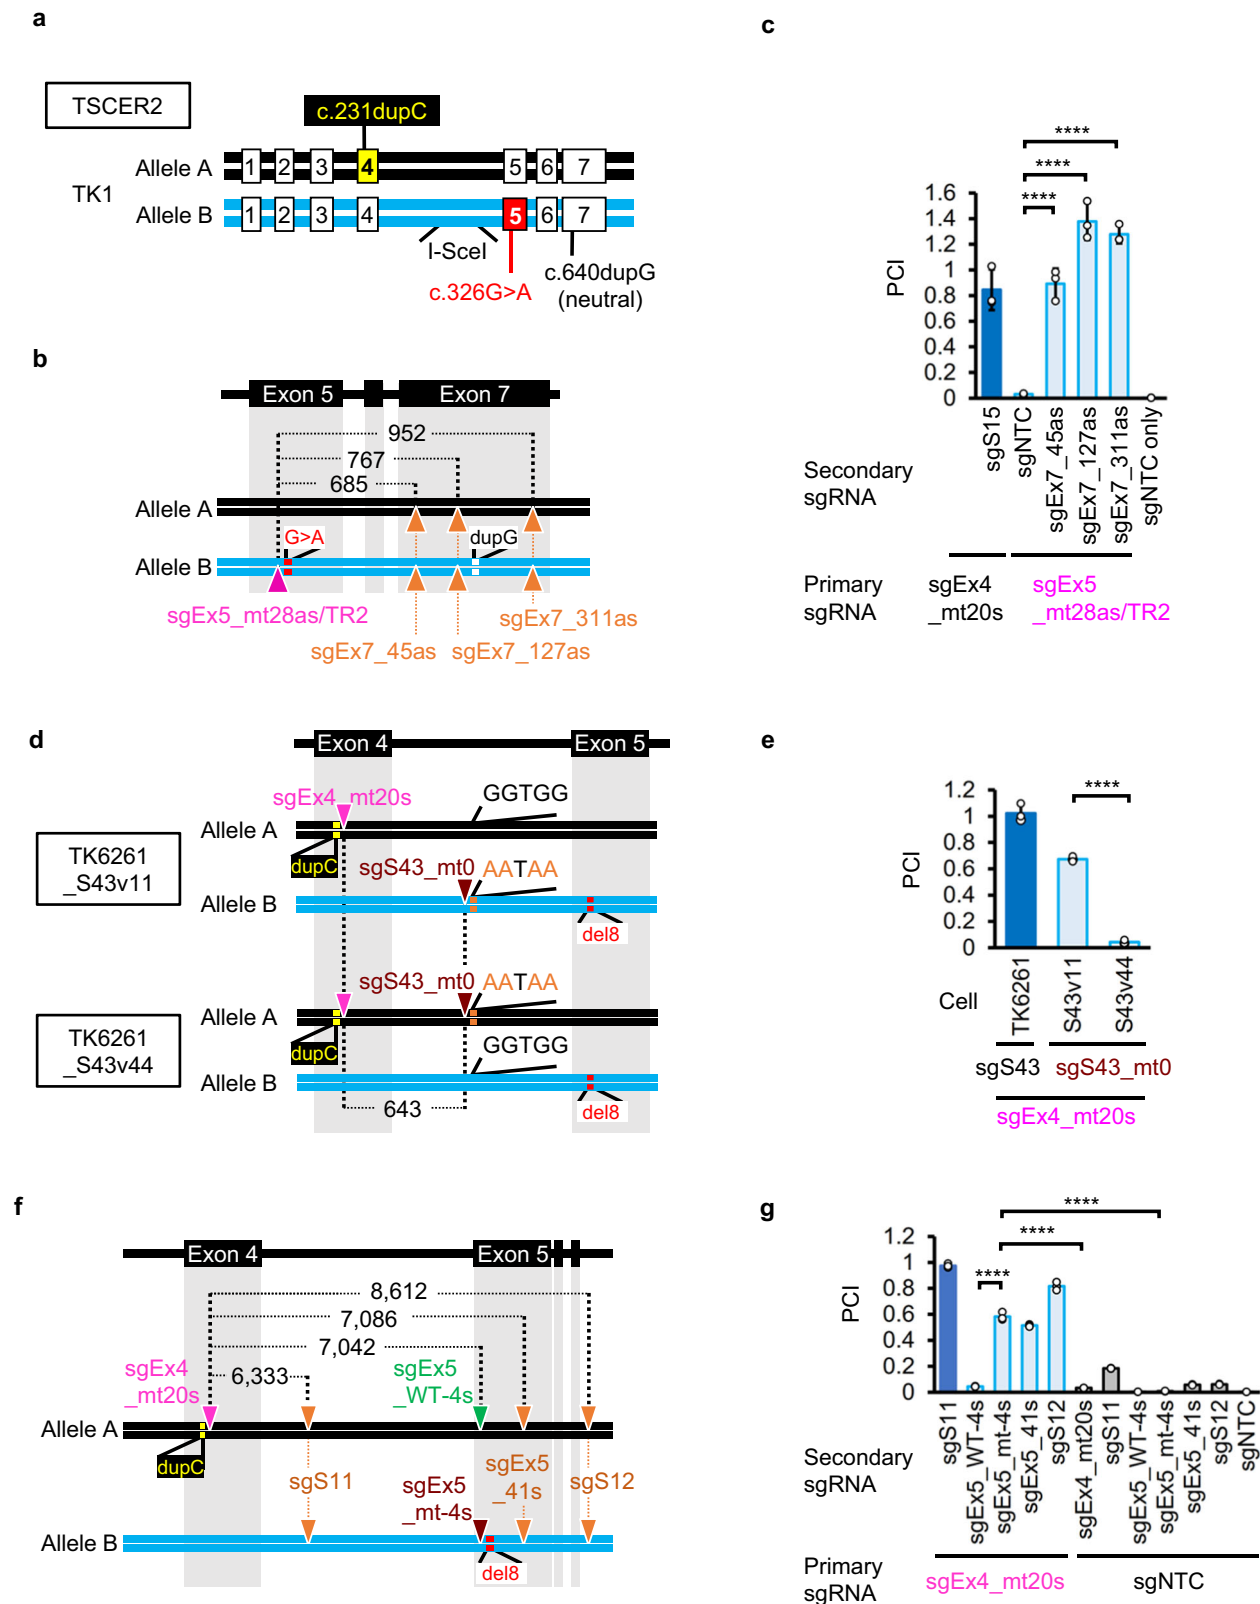 a
TSCER2
c.231dupC
TK1
Allele A
1 2 3 4 5 6 7
Allele B
1 2 3 4 5 6 7
I-SceI
c.326G>A
c.640dupG
(neutral)
b
Exon 5
Exon 7
952
767
685
Allele A
G>A
dupG
Allele B
sgEx5_mt28as/TR2
sgEx7_311as
sgEx7_45as
sgEx7_127as
c
****
****
****
PCI
1.6
1.4
1.2
1
0.8
0.6
0.4
0.2
0
Secondary
sgRNA
sgS15
sgNTC
sgEx7_45as
sgEx7_127as
sgEx7_311as
sgNTC only
Primary
sgRNA
sgEx4
_mt20s
sgEx5
_mt28as/TR2
d
Exon 4
Exon 5
TK6261
_S43v11
sgEx4_mt20s
GGTGG
Allele A
dupC
sgS43_mt0
AATAA
Allele B
del8
TK6261
_S43v44
sgS43_mt0
AATAA
Allele A
dupC
GGTGG
Allele B
643
del8
e
****
PCI
1.2
1
0.8
0.6
0.4
0.2
0
Cell
TK6261
S43v11
S43v44
sgS43
sgS43_mt0
sgEx4_mt20s
f
Exon 4
Exon 5
8,612
7,086
7,042
6,333
sgEx4
_mt20s
sgEx5
_WT-4s
Allele A
dupC
sgS11
sgEx5
_mt-4s
sgEx5
_41s
sgS12
Allele B
del8
g
****
****
****
PCI
1.2
1
0.8
0.6
0.4
0.2
0
Secondary
sgRNA
sgS11
sgEx5_WT-4s
sgEx5_mt-4s
sgEx5_41s
sgS12
sgEx4_mt20s
sgS11
sgEx5_WT-4s
sgEx5_mt-4s
sgEx5_41s
sgS12
sgNTC
Primary
sgRNA
sgEx4_mt20s
sgNTC